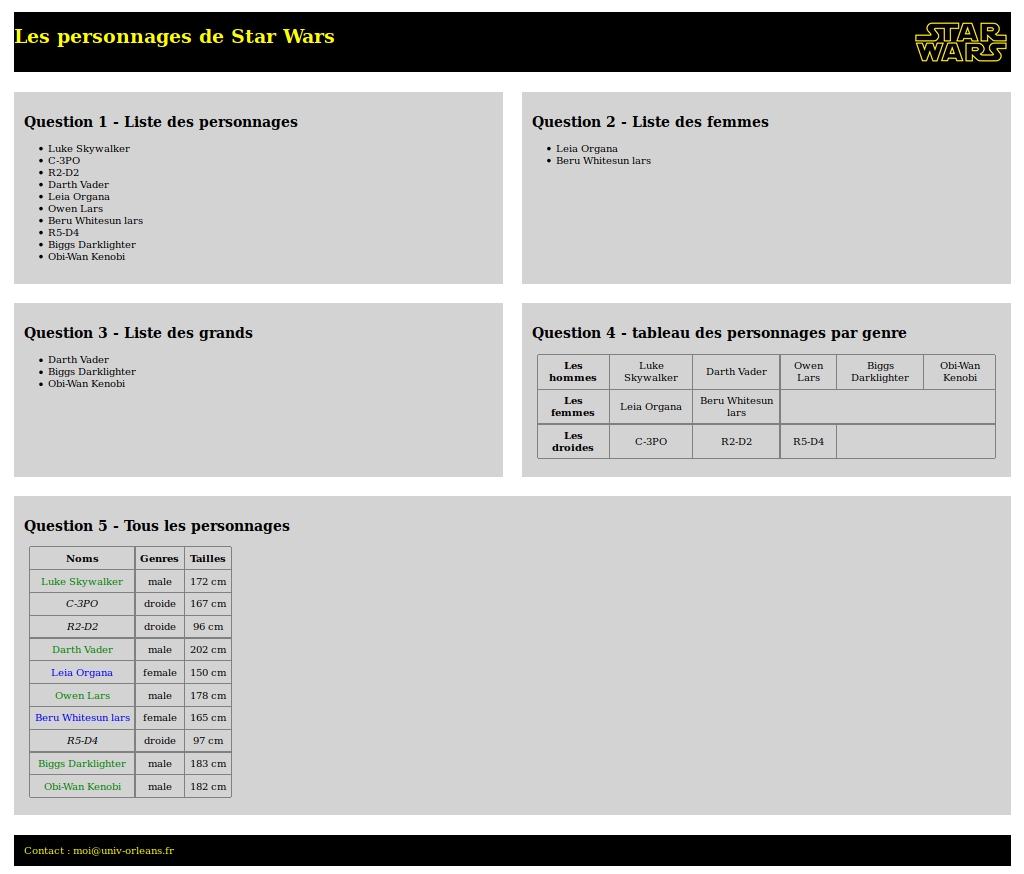 Les personnages de Star Wars
STAR
WARS
Question 1 - Liste des personnages
Luke Skywalker
C-3PO
R2-D2
Darth Vader
Leia Organa
Owen Lars
Beru Whitesun lars
R5-D4
Biggs Darklighter
Obi-Wan Kenobi
Question 2 - Liste des femmes
Leia Organa
Beru Whitesun lars
Question 3 - Liste des grands
Darth Vader
Biggs Darklighter
Obi-Wan Kenobi
Question 4 - tableau des personnages par genre
Les hommes Luke Skywalker Darth Vader Owen Lars Biggs Darklighter Obi-Wan Kenobi
Les femmes Leia Organa Beru Whitesun lars
Les droides C-3PO R2-D2 R5-D4
Question 5 - Tous les personnages
Noms Genres Tailles
Luke Skywalker male 172 cm
C-3PO droide 167 cm
R2-D2 droide 96 cm
Darth Vader male 202 cm
Leia Organa female 150 cm
Owen Lars male 178 cm
Beru Whitesun lars female 165 cm
R5-D4 droide 97 cm
Biggs Darklighter male 183 cm
Obi-Wan Kenobi male 182 cm
Contact : moi@univ-orleans.fr